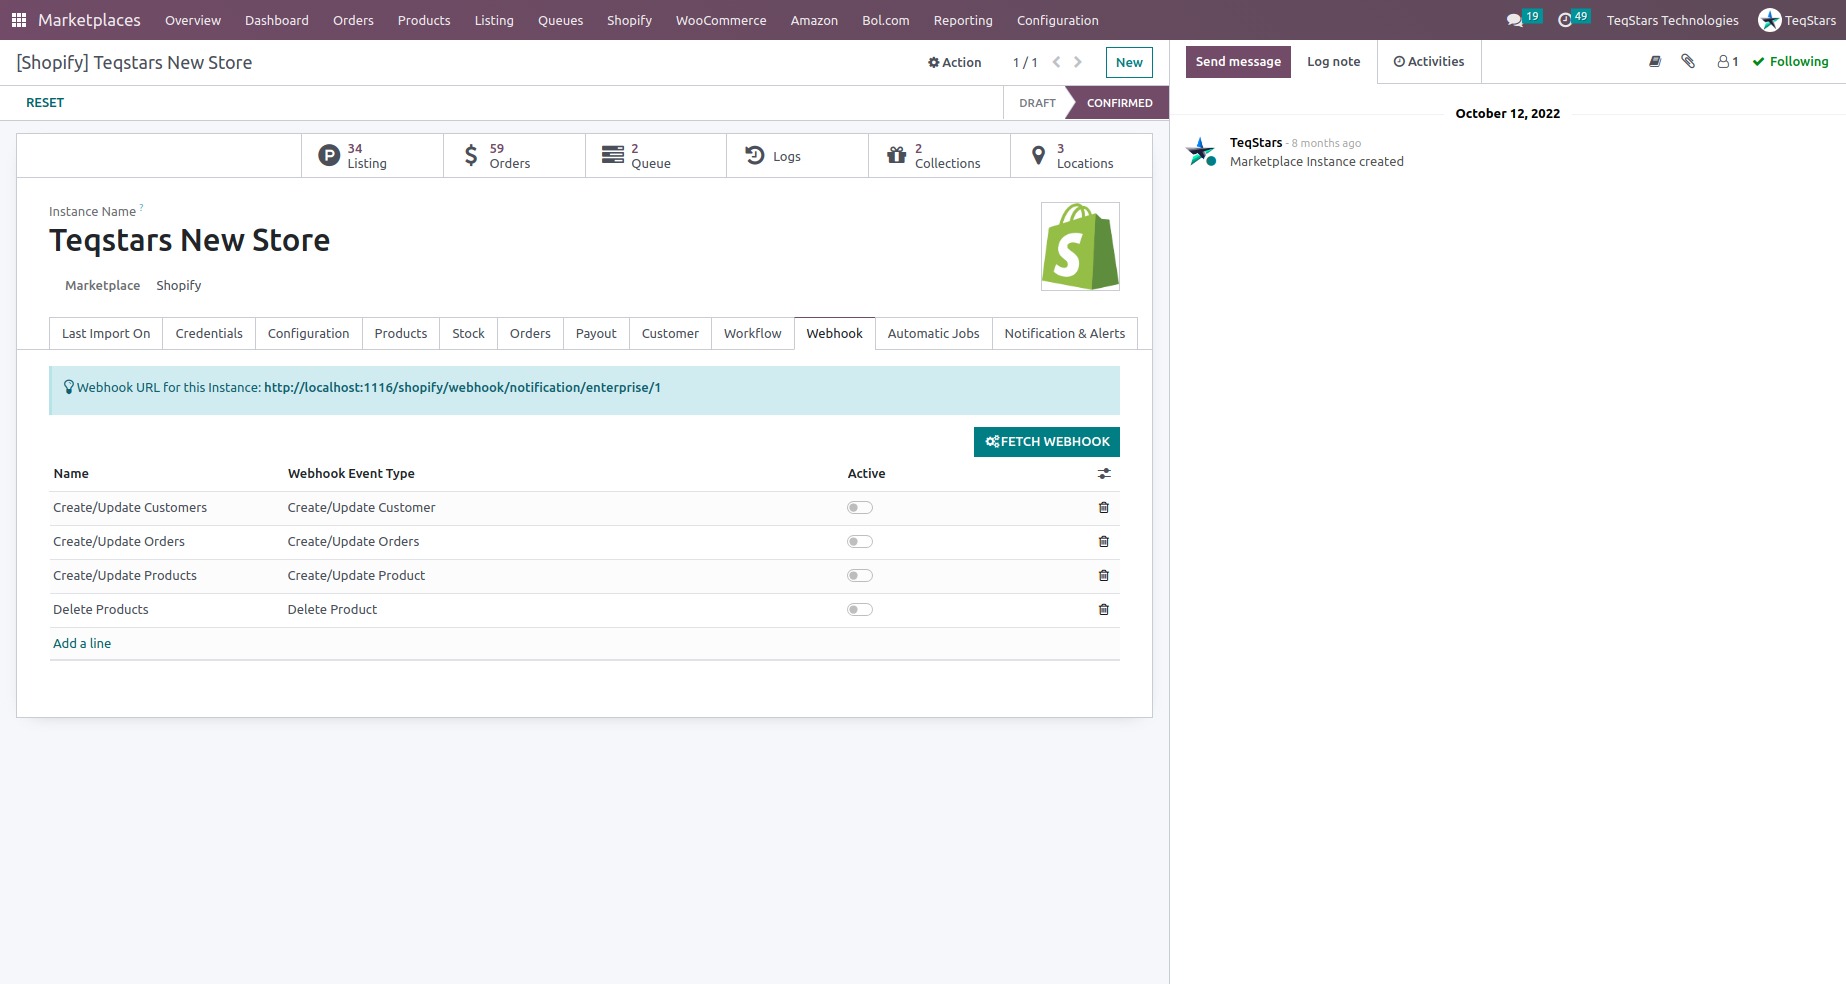 Marketplaces Overview Dashboard Orders Products Listing Queues Shopify WooCommerce Amazon Bol.com Reporting Configuration 19 49 TeqStars Technologies TeqStars
[Shopify] Teqstars New Store Action 1 / 1 New
Send message Log note Activities 1 Following
RESET DRAFT CONFIRMED
October 12, 2022
34 Listing
59 Orders
2 Queue
Logs
2 Collections
3 Locations
TeqStars - 8 months ago
Marketplace Instance created
Instance Name ?
Teqstars New Store
Marketplace Shopify
Last Import On Credentials Configuration Products Stock Orders Payout Customer Workflow Webhook Automatic Jobs Notification & Alerts
Webhook URL for this Instance: http://localhost:1116/shopify/webhook/notification/enterprise/1
FETCH WEBHOOK
Name Webhook Event Type Active
Create/Update Customers Create/Update Customer
Create/Update Orders Create/Update Orders
Create/Update Products Create/Update Product
Delete Products Delete Product
Add a line